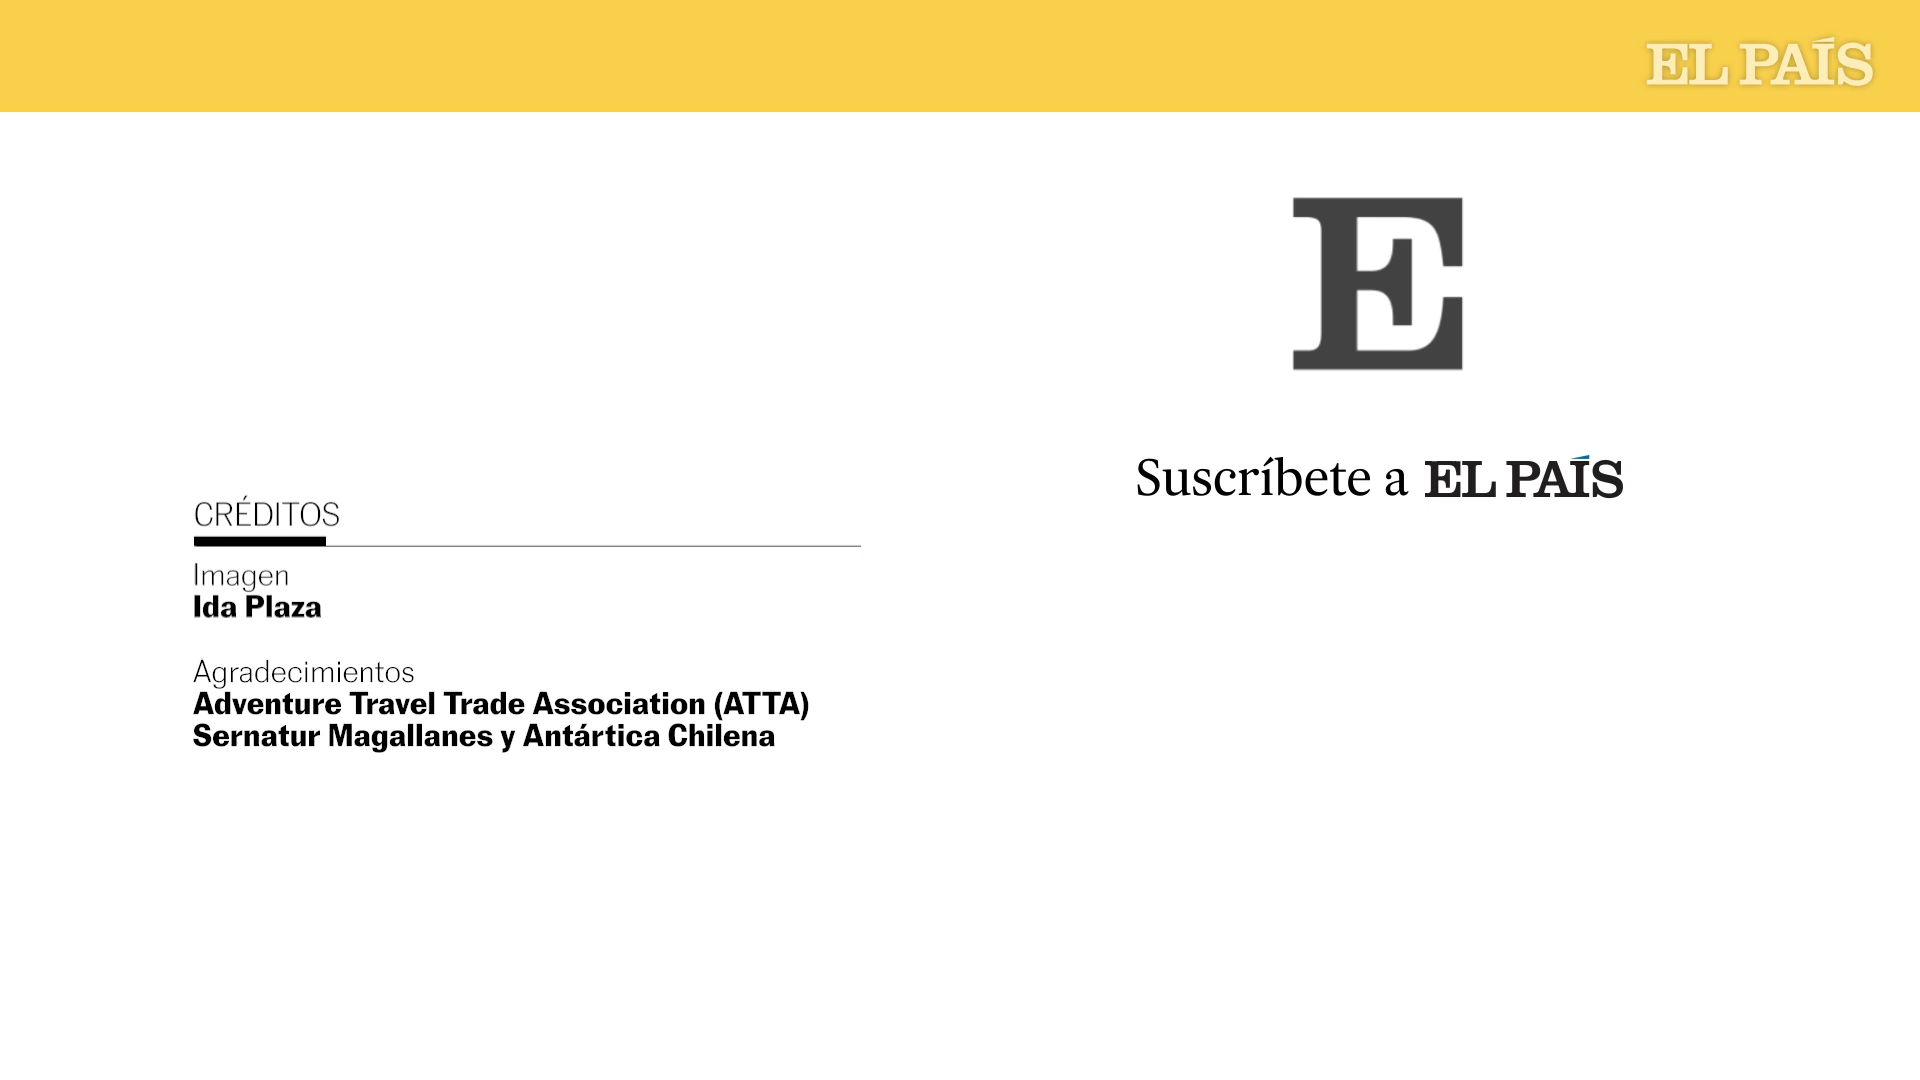 EL PAÍS
E
Suscríbete a EL PAÍS
CRÉDITOS
Imagen
Ida Plaza
Agradecimientos
Adventure Travel Trade Association (ATTA)
Sernatur Magallanes y Antártica Chilena